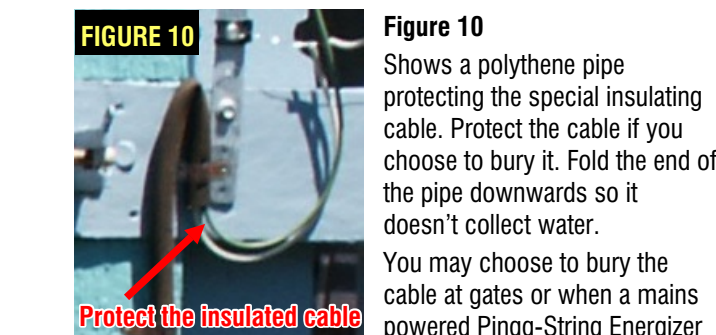 FIGURE 10
Protect the insulated cable
Figure 10
Shows a polythene pipe
protecting the special insulating
cable. Protect the cable if you
choose to bury it. Fold the end of
the pipe downwards so it
doesn't collect water.
You may choose to bury the
cable at gates or when a mains
powered Pingg-String Energizer